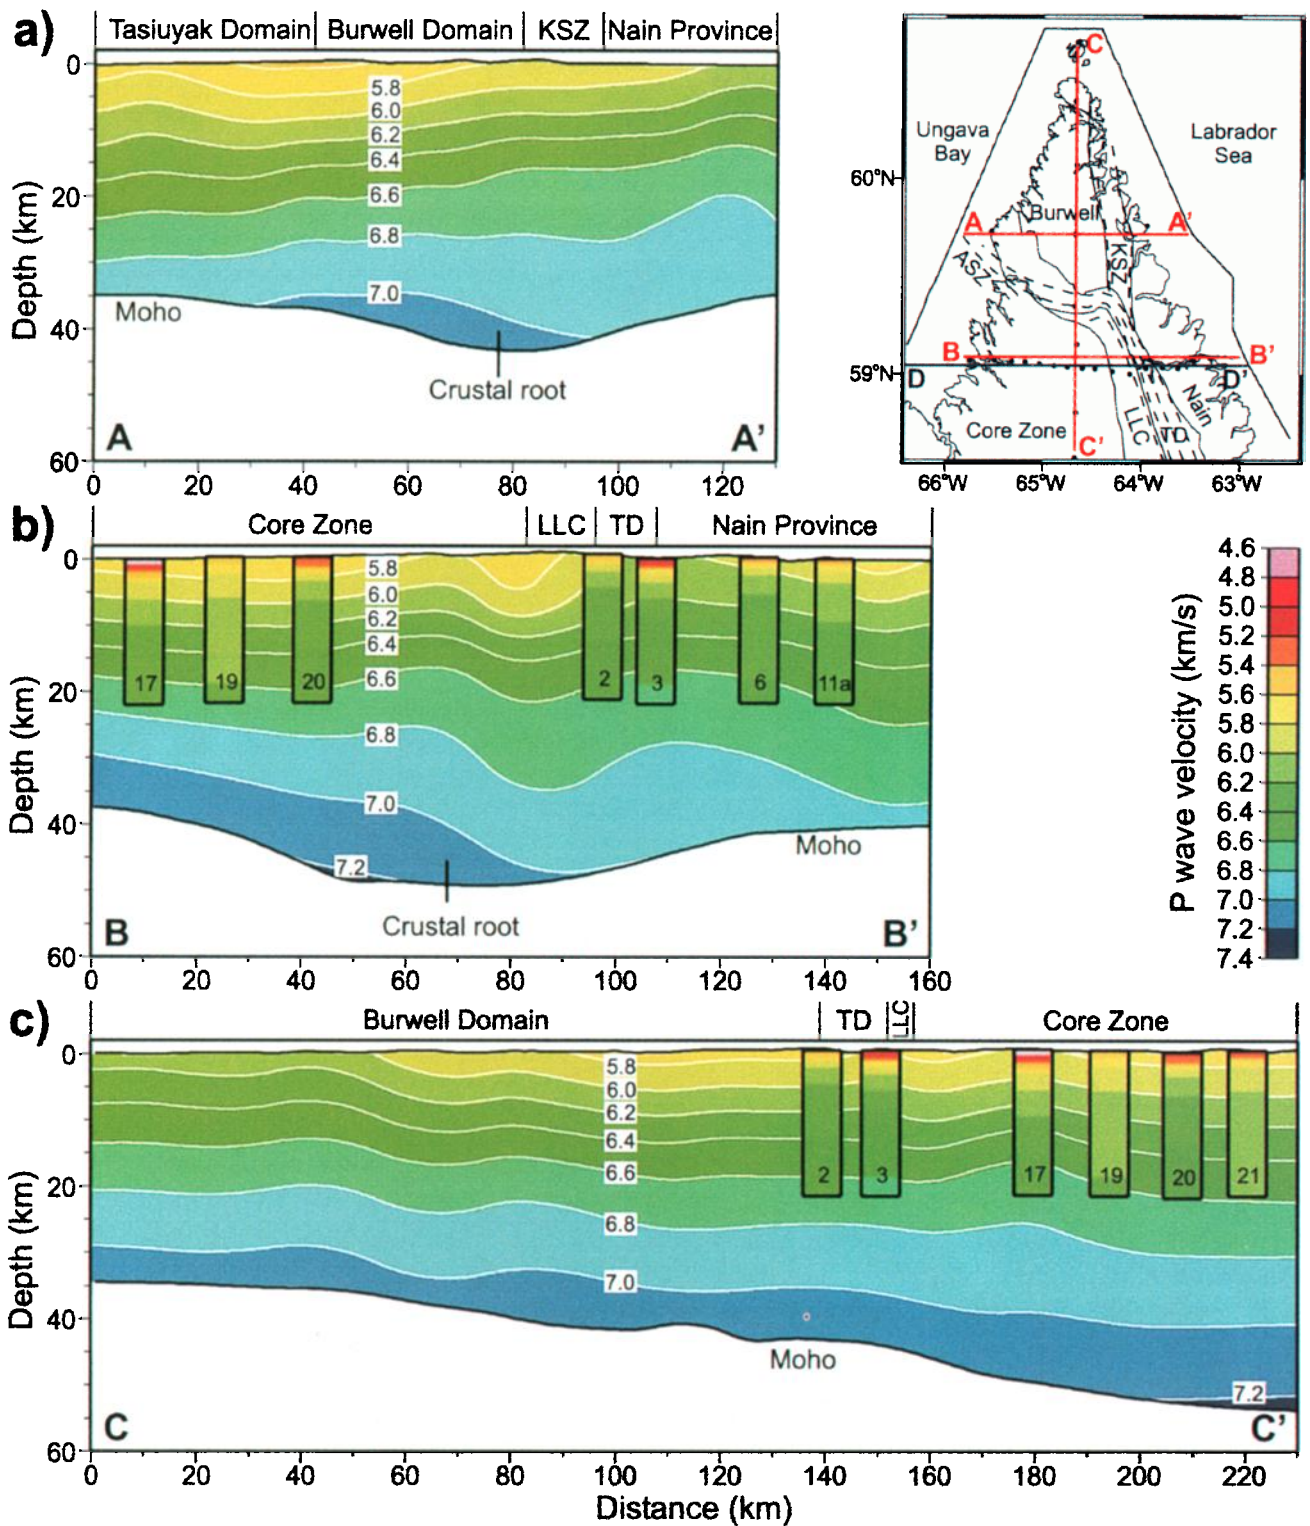 a)
Tasiuyak Domain Burwell Domain KSZ Nain Province
0
20
40
60
Depth (km)
5.8
6.0
6.2
6.4
6.6
6.8
7.0
Moho
Crustal root
A A’
0 20 40 60 80 100 120
C
Ungava Bay
Labrador Sea
60°N
Burwell
A A’
KSZ
ASZ
B B’
59°N
D D’
Nain
LLC
TD
Core Zone
C’
66°W 65°W 64°W 63°W
b)
Core Zone LLC TD Nain Province
0
20
40
60
Depth (km)
5.8
6.0
6.2
6.4
6.6
6.8
7.0
7.2
17 19 20 2 3 6 11a
Moho
Crustal root
B B’
0 20 40 60 80 100 120 140 160
P wave velocity (km/s)
4.6
4.8
5.0
5.2
5.4
5.6
5.8
6.0
6.2
6.4
6.6
6.8
7.0
7.2
7.4
c)
Burwell Domain TD LLC Core Zone
0
20
40
60
Depth (km)
5.8
6.0
6.2
6.4
6.6
6.8
7.0
7.2
2 3 17 19 20 21
Moho
C C’
0 20 40 60 80 100 120 140 160 180 200 220
Distance (km)